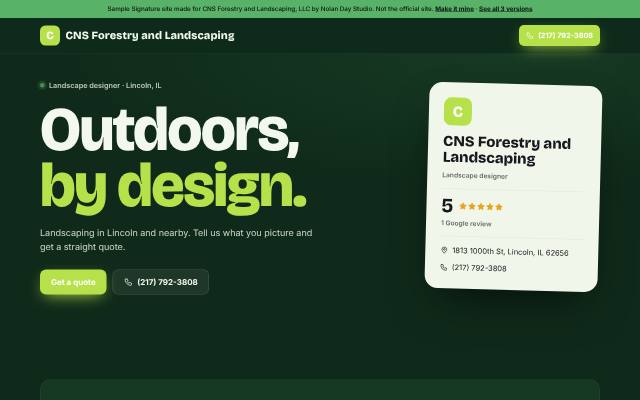 Sample Signature site made for CNS Forestry and Landscaping, LLC by Nolan Day Studio. Not the official site. Make it mine · See all 3 versions
C CNS Forestry and Landscaping
(217) 792-3808
Landscape designer · Lincoln, IL
Outdoors,
by design.
Landscaping in Lincoln and nearby. Tell us what you picture and
get a straight quote.
Get a quote
(217) 792-3808
C
CNS Forestry and
Landscaping
Landscape designer
5 ★★★★★
1 Google review
1813 1000th St, Lincoln, IL 62656
(217) 792-3808